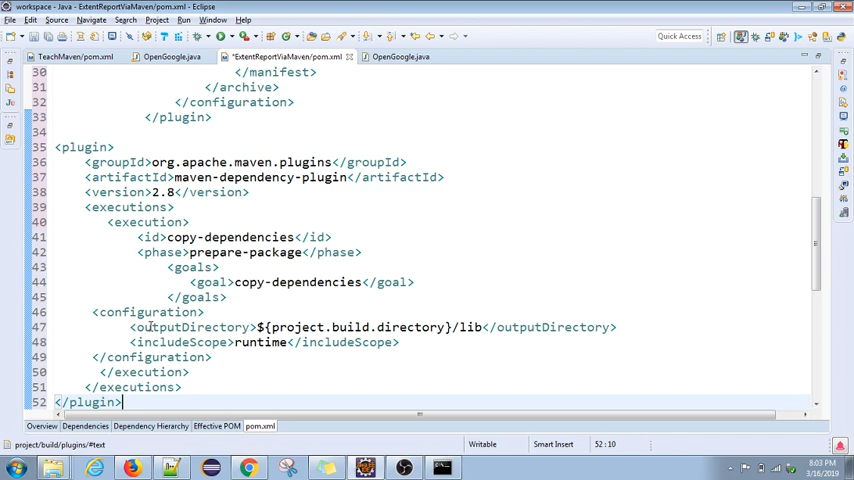 workspace - Java - ExtentReportViaMaven/pom.xml - Eclipse
File Edit Source Navigate Search Project Run Window Help
Quick Access
TeachMaven/pom.xml OpenGoogle.java *ExtentReportViaMaven/pom.xml OpenGoogle.java
30 </manifest>
31 </archive>
32 </configuration>
33 </plugin>
34
35 <plugin>
36 <groupId>org.apache.maven.plugins</groupId>
37 <artifactId>maven-dependency-plugin</artifactId>
38 <version>2.8</version>
39 <executions>
40 <execution>
41 <id>copy-dependencies</id>
42 <phase>prepare-package</phase>
43 <goals>
44 <goal>copy-dependencies</goal>
45 </goals>
46 <configuration>
47 <outputDirectory>${project.build.directory}/lib</outputDirectory>
48 <includeScope>runtime</includeScope>
49 </configuration>
50 </execution>
51 </executions>
52 </plugin>
Overview Dependencies Dependency Hierarchy Effective POM pom.xml
project/build/plugins/#text Writable Smart Insert 52 : 10
8:03 PM
3/16/2019